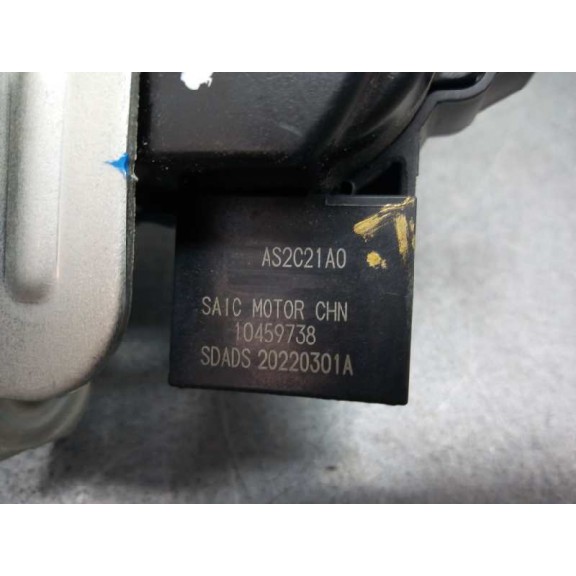 AS2C21A0
SAIC MOTOR CHN
10459738
SDADS 20220301A